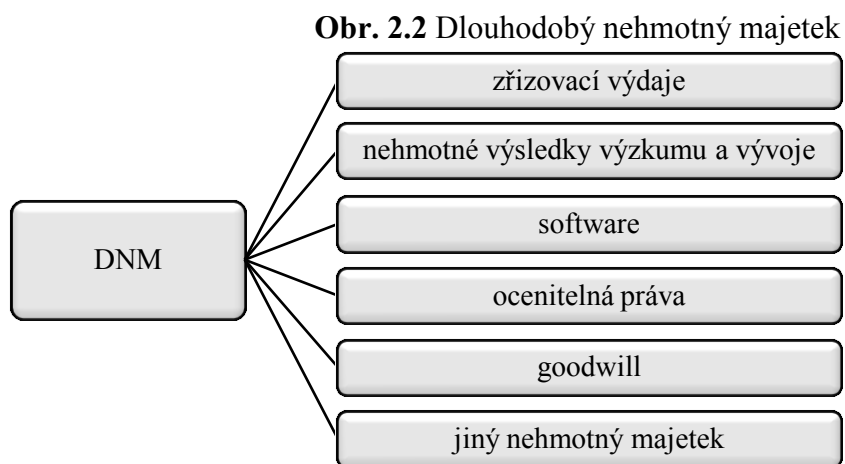 Obr. 2.2 Dlouhodobý nehmotný majetek
zřizovací výdaje
nehmotné výsledky výzkumu a vývoje
software
DNM
ocenitelná práva
goodwill
jiný nehmotný majetek